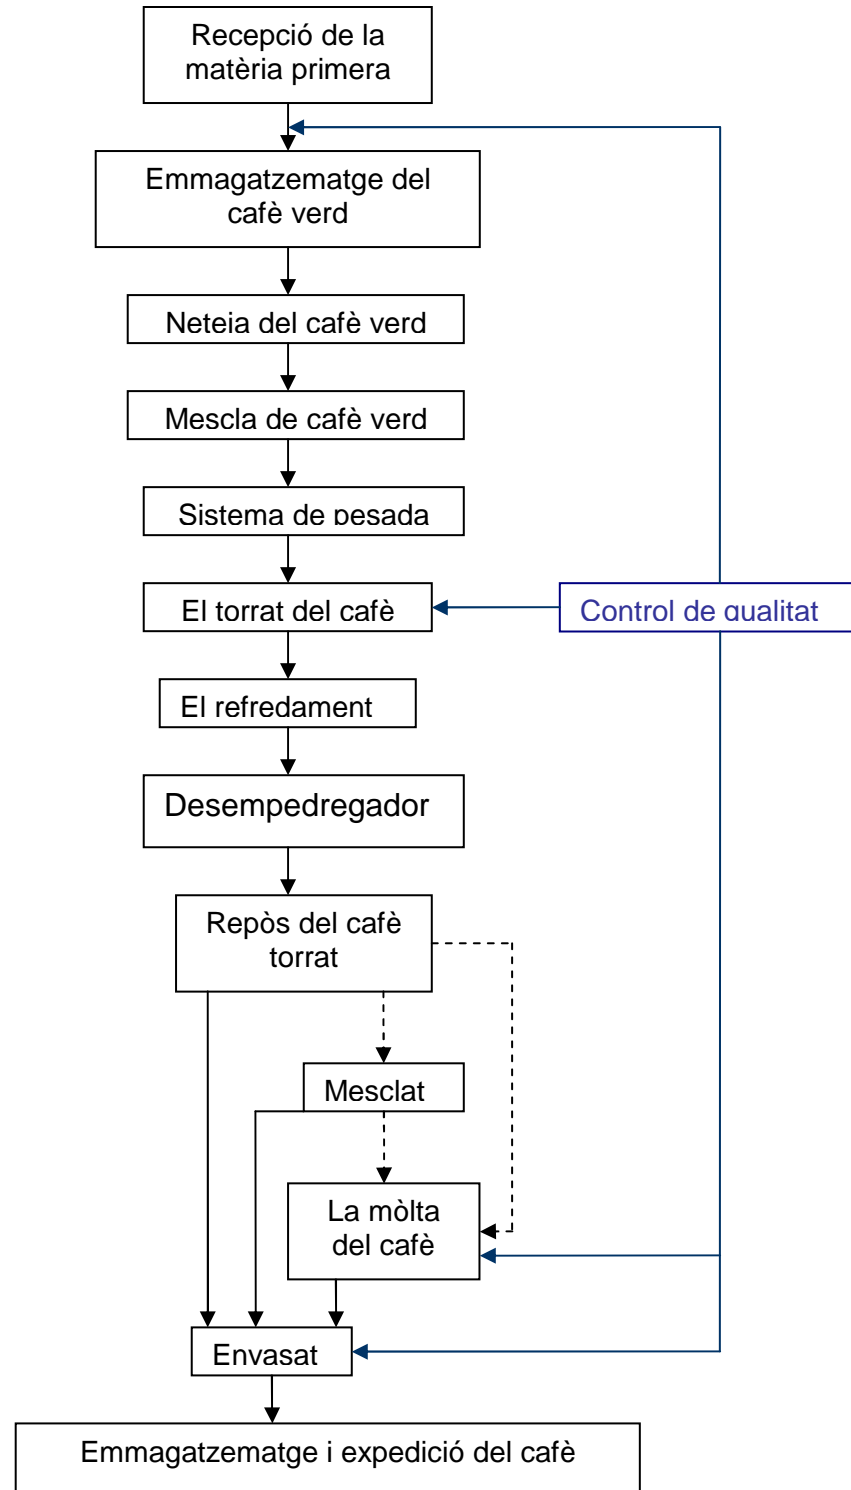 Recepció de la
matèria primera
Emmagatzematge del
cafè verd
Neteja del cafè verd
Mescla de cafè verd
Sistema de pesada
El torrat del cafè
Control de qualitat
El refredament
Desempedregador
Repòs del cafè
torrat
Mesclat
La mòlta
del cafè
Envasat
Emmagatzematge i expedició del cafè